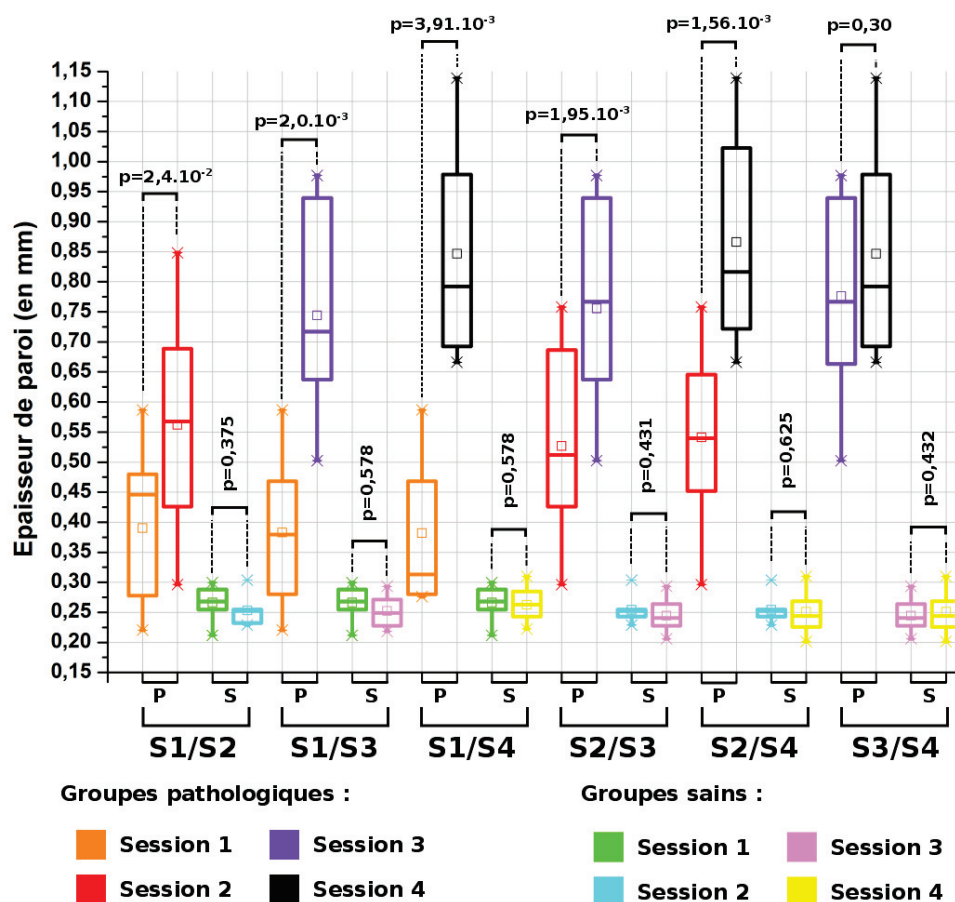 p=3,91.10-3
p=1,56.10-3
p=0,30
p=2,0.10-3
p=1,95.10-3
p=2,4.10-2
p=0,375
p=0,578
p=0,578
p=0,431
p=0,625
p=0,432
Epaisseur de paroi (en mm)
1,15
1,10
1,05
1,00
0,95
0,90
0,85
0,80
0,75
0,70
0,65
0,60
0,55
0,50
0,45
0,40
0,35
0,30
0,25
0,20
0,15
P S P S P S P S P S P S
S1/S2 S1/S3 S1/S4 S2/S3 S2/S4 S3/S4
Groupes pathologiques : Groupes sains :
Session 1 Session 3 Session 1 Session 3
Session 2 Session 4 Session 2 Session 4